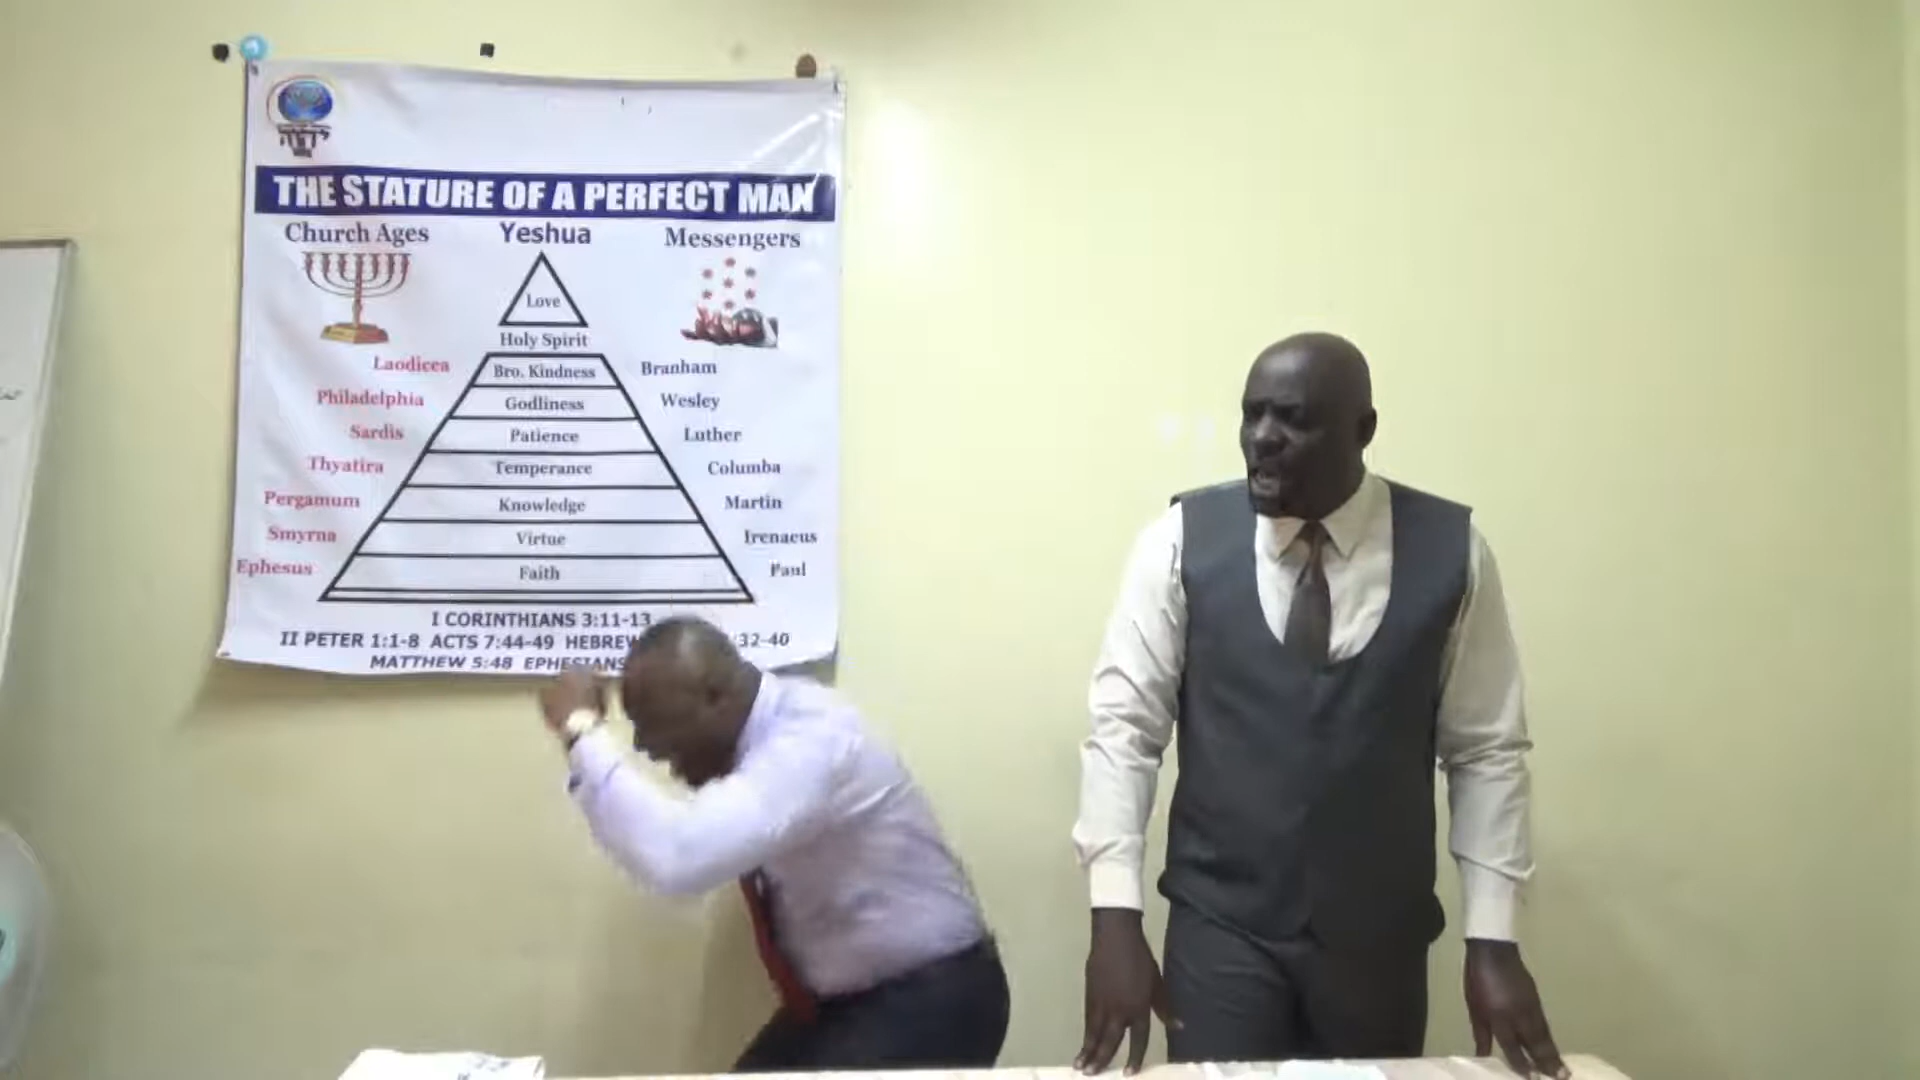 THE STATURE OF A PERFECT MAN
Church Ages Yeshua Messengers
Love
Holy Spirit
Laodicea Bro. Kindness Branham
Philadelphia Godliness Wesley
Sardis Patience Luther
Thyatira Temperance Columba
Pergamum Knowledge Martin
Smyrna Virtue Irenaeus
Ephesus Faith Paul
I CORINTHIANS 3:11-13
II PETER 1:1-8 ACTS 7:44-49 :32-40
MATTHEW 5:48